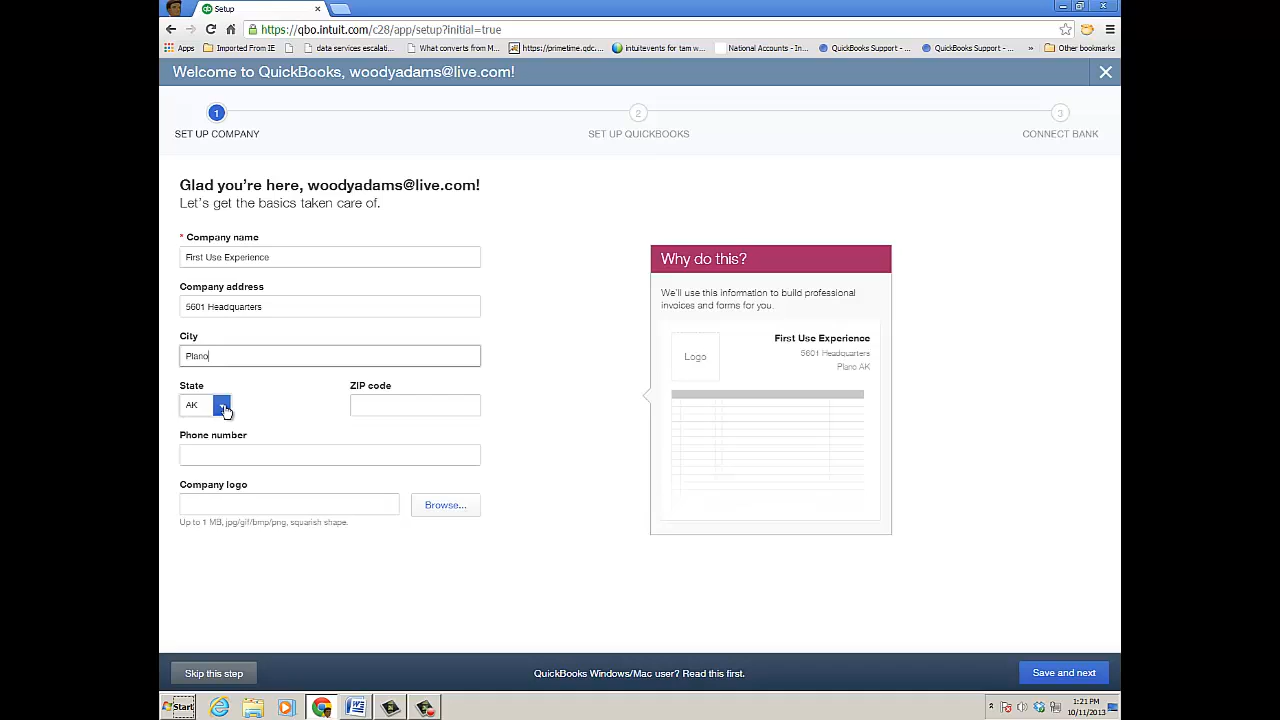 Setup
https://qbo.intuit.com/c28/app/setup?initial=true
Apps
Imported From IE
data services escalati...
What converts from M...
https://primetime.qdc....
intuitevents for tam w...
National Accounts - In...
QuickBooks Support - ...
QuickBooks Support - ...
»
Other bookmarks
Welcome to QuickBooks, woodyadams@live.com!
1
2
3
SET UP COMPANY
SET UP QUICKBOOKS
CONNECT BANK
Glad you're here, woodyadams@live.com!
Let's get the basics taken care of.
* Company name
First Use Experience
Company address
5601 Headquarters
City
Plano
State
ZIP code
AK
Phone number
Company logo
Browse...
Up to 1 MB, jpg/gif/bmp/png, squarish shape.
Why do this?
We'll use this information to build professional
invoices and forms for you.
Logo
First Use Experience
5601 Headquarters
Plano AK
Skip this step
QuickBooks Windows/Mac user? Read this first.
Save and next
Start
1:21 PM
10/11/2013